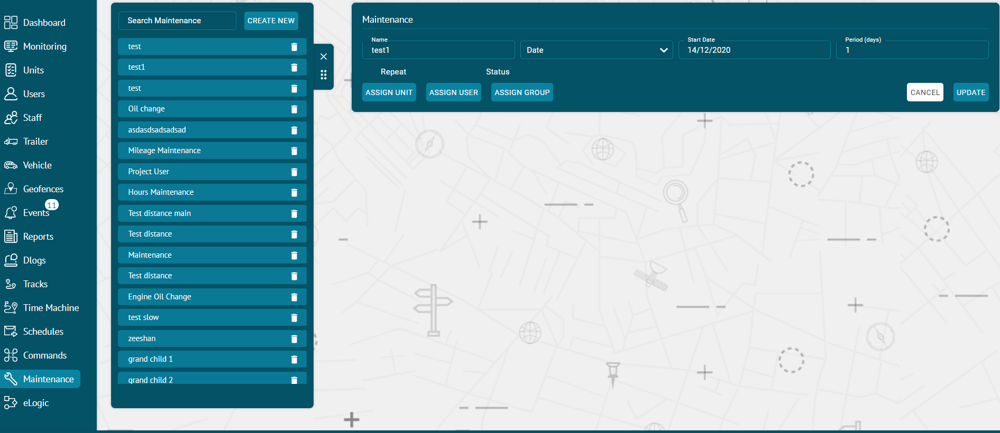 Dashboard
Monitoring
Units
Users
Staff
Trailer
Vehicle
Geofences
11
Events
Reports
Dlogs
Tracks
Time Machine
Schedules
Commands
Maintenance
eLogic
Search Maintenance
CREATE NEW
test
test1
test
Oil change
asdasdsadsadsad
Mileage Maintenance
Project User
Hours Maintenance
Test distance main
Test distance
Maintenance
Test distance
Engine Oil Change
test slow
zeeshan
grand child 1
grand child 2
Maintenance
Name
test1
Date
Start Date
14/12/2020
Period (days)
1
Repeat
Status
ASSIGN UNIT
ASSIGN USER
ASSIGN GROUP
CANCEL
UPDATE